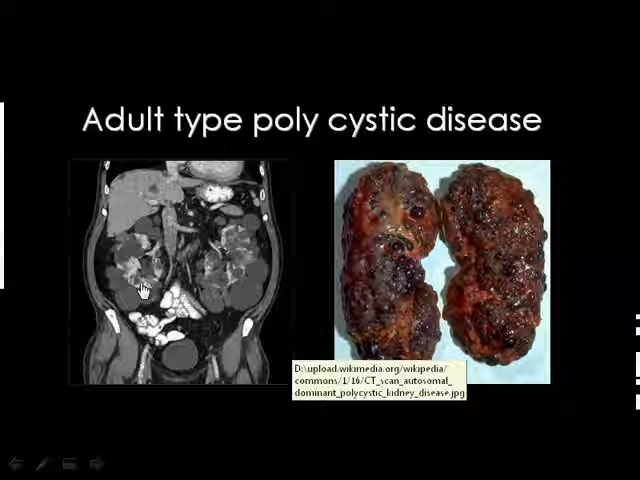 Adult type poly cystic disease
D:\upload.wikimedia.org/wikipedia/
commons/1/16/CT_scan_autosomal_
dominant_polycystic_kidney_disease.jpg